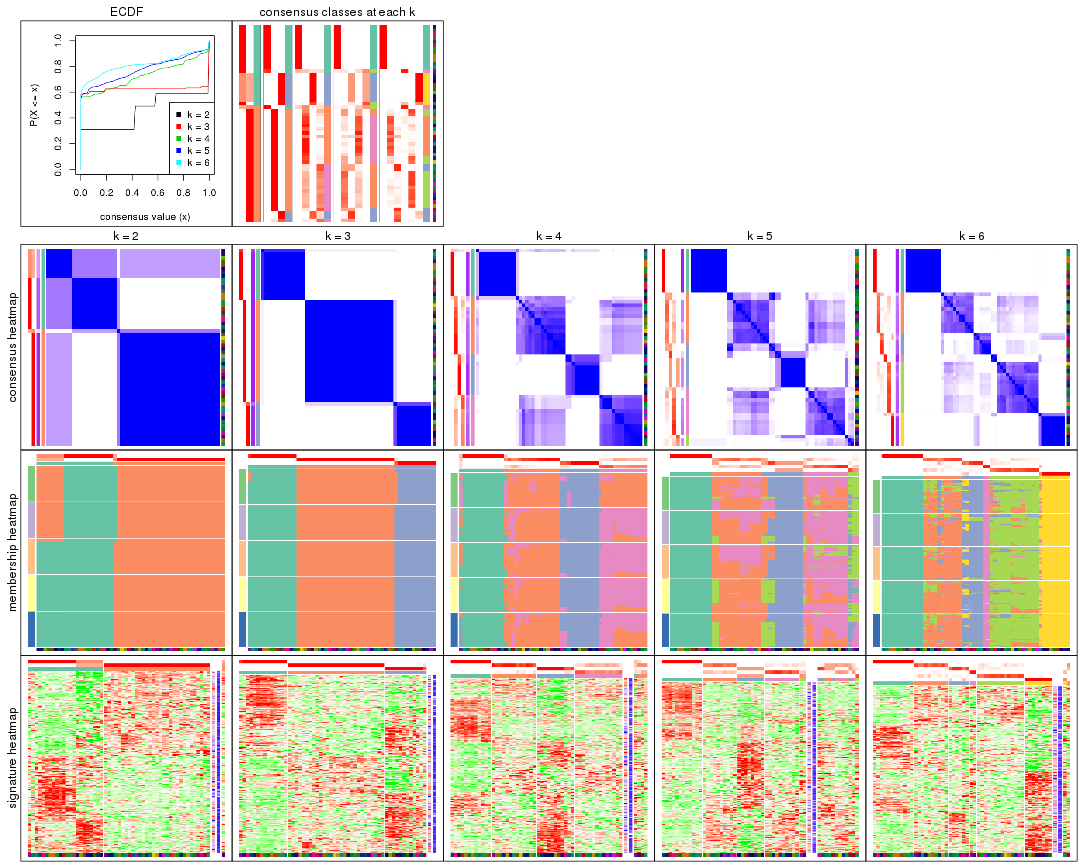 ECDF
consensus classes at each k
P(X <= x)
0.0
0.2
0.4
0.6
0.8
1.0
k = 2
k = 3
k = 4
k = 5
k = 6
0.0 0.2 0.4 0.6 0.8 1.0
consensus value (x)
k = 2
k = 3
k = 4
k = 5
k = 6
consensus heatmap
membership heatmap
signature heatmap